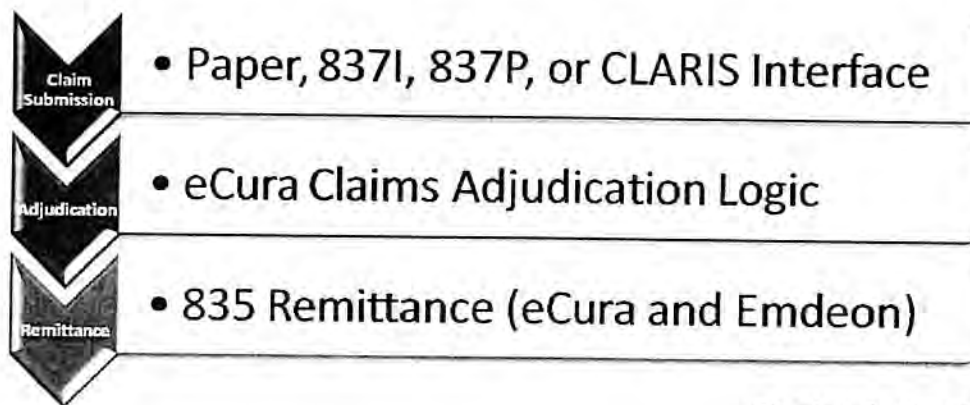 Claim
Submission
• Paper, 837I, 837P, or CLARIS Interface
Adjudication
• eCura Claims Adjudication Logic
Remittance
• 835 Remittance (eCura and Emdeon)